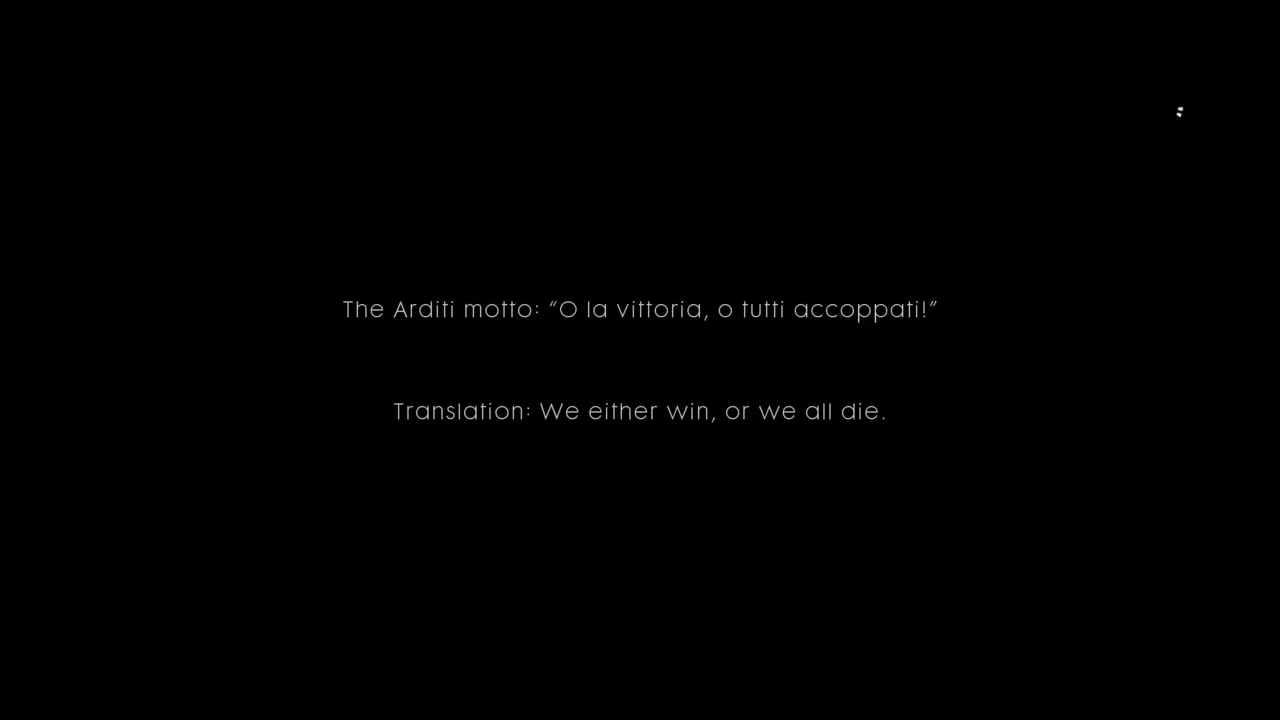 The Arditi motto: “O la vittoria, o tutti accoppati!”
Translation: We either win, or we all die.